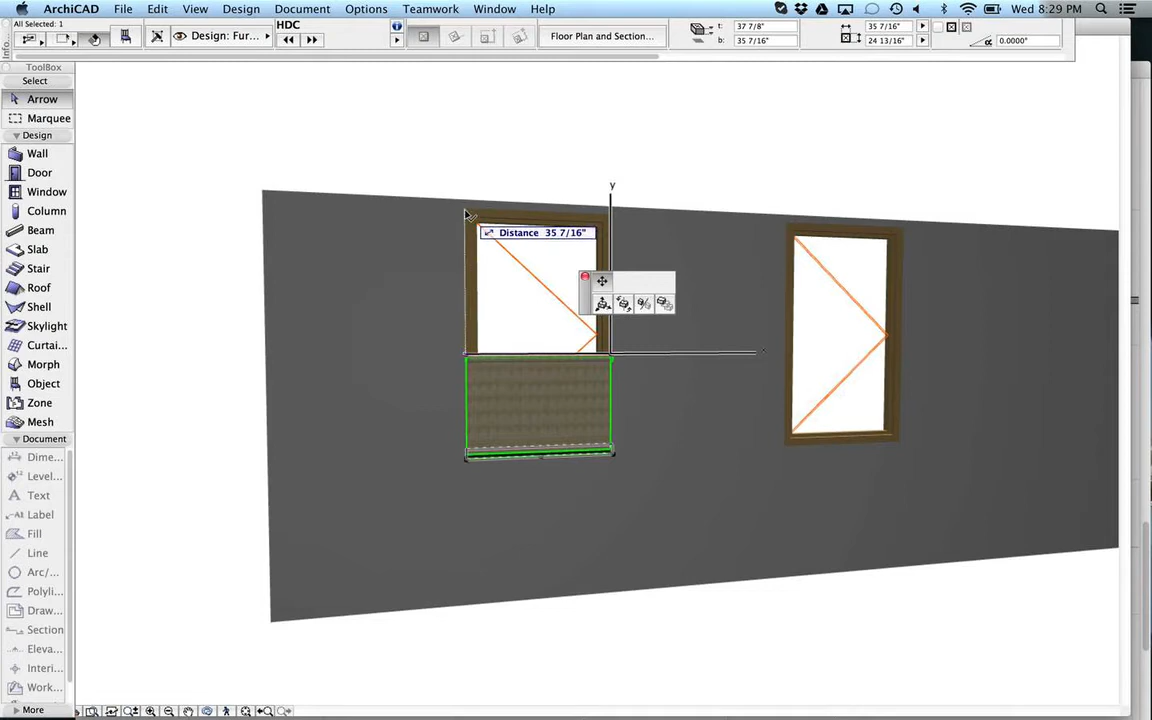 ArchiCAD File Edit View Design Document Options Teamwork Window Help Wed 8:29 PM
All Selected: 1
Info...
Design: Fur...
HDC
Floor Plan and Section...
t: 37 7/8"
b: 35 7/16"
35 7/16"
24 13/16"
0.0000°
ToolBox
Select
Arrow
Marquee
Design
Wall
Door
Window
Column
Beam
Slab
Stair
Roof
Shell
Skylight
Curtai...
Morph
Object
Zone
Mesh
Document
Dime...
Level...
Text
Label
Fill
Line
Arc/...
Polyli...
Draw...
Section
Eleva...
Interi...
Work...
More
y
Distance 35 7/16"